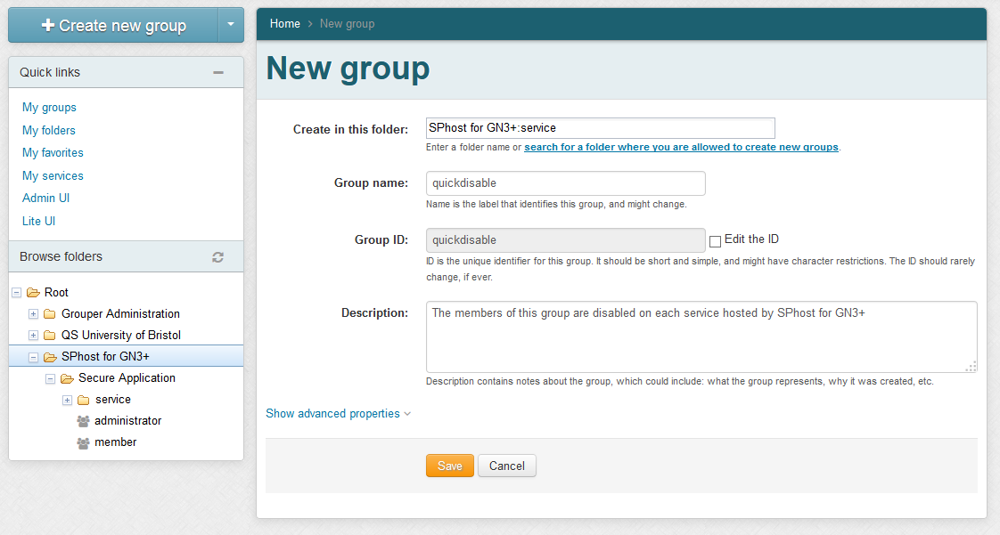 Create new group
Quick links
My groups
My folders
My favorites
My services
Admin UI
Lite UI
Browse folders
Root
Grouper Administration
QS University of Bristol
SPhost for GN3+
Secure Application
service
administrator
member
Home › New group
New group
Create in this folder: SPhost for GN3+:service
Enter a folder name or search for a folder where you are allowed to create new groups.
Group name: quickdisable
Name is the label that identifies this group, and might change.
Group ID: quickdisable Edit the ID
ID is the unique identifier for this group. It should be short and simple, and might have character restrictions. The ID should rarely
change, if ever.
Description: The members of this group are disabled on each service hosted by SPhost for GN3+
Description contains notes about the group, which could include: what the group represents, why it was created, etc.
Show advanced properties
Save Cancel